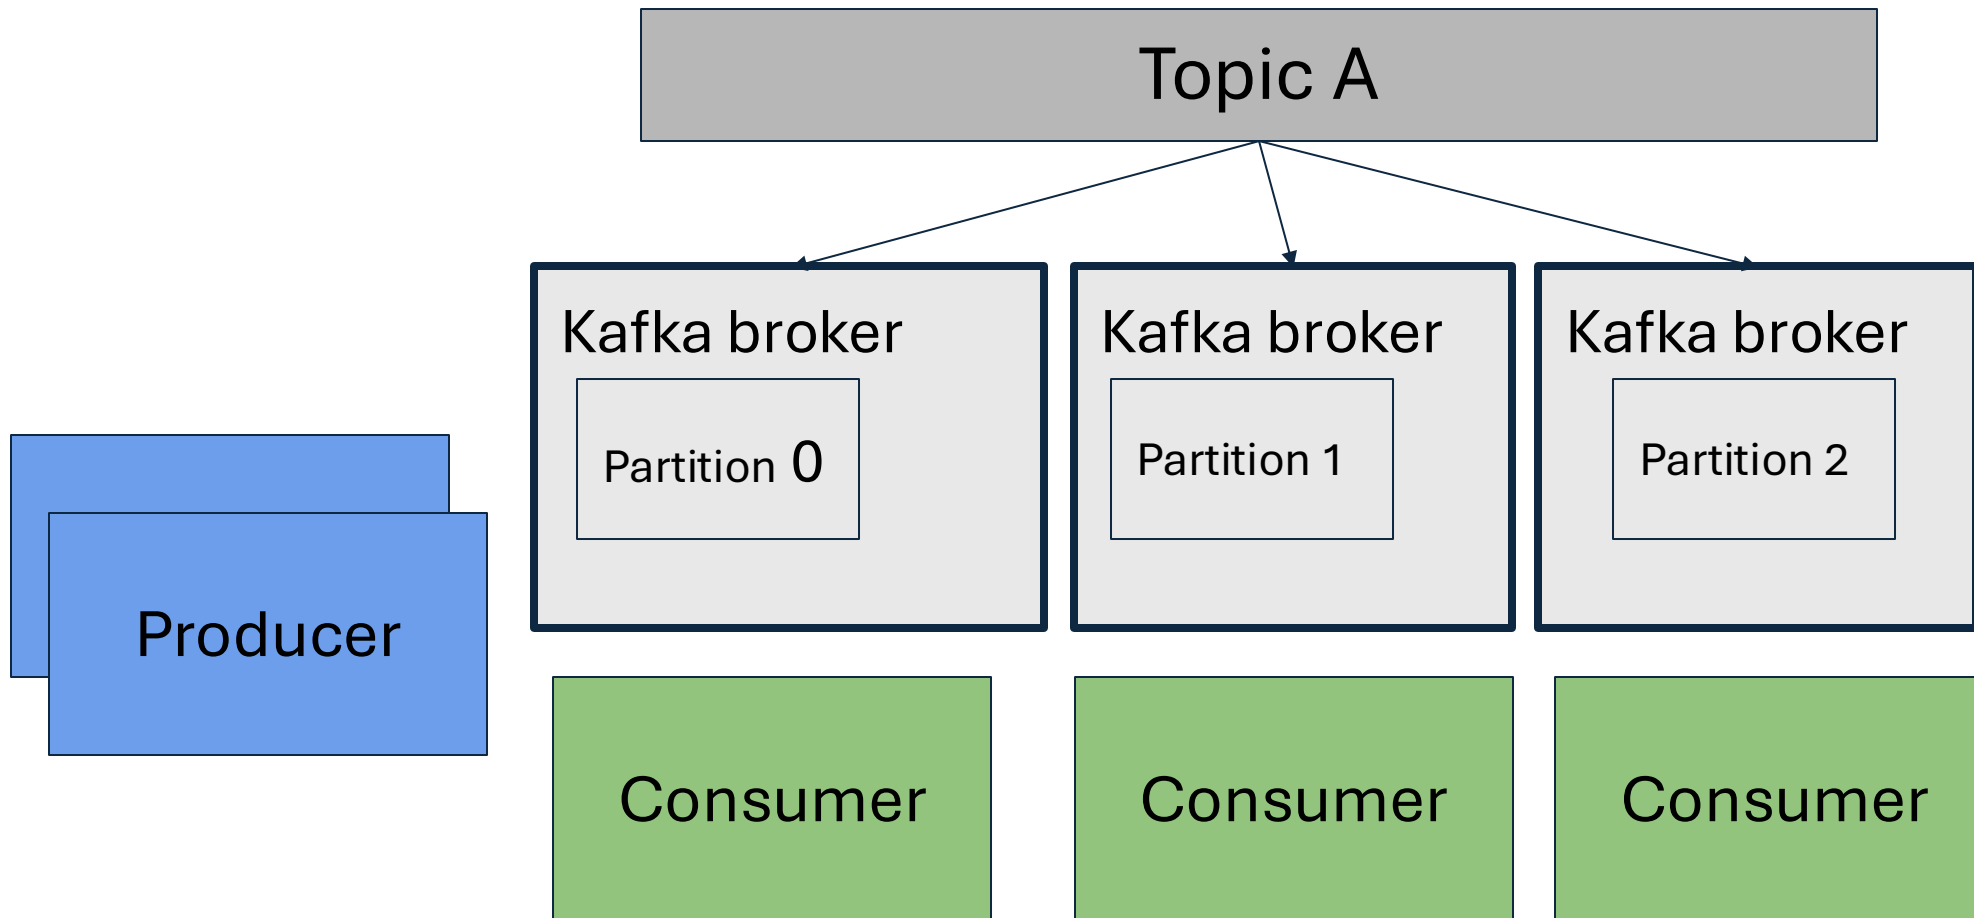 Topic A
Kafka broker
Kafka broker
Kafka broker
Partition 0
Partition 1
Partition 2
Producer
Consumer
Consumer
Consumer